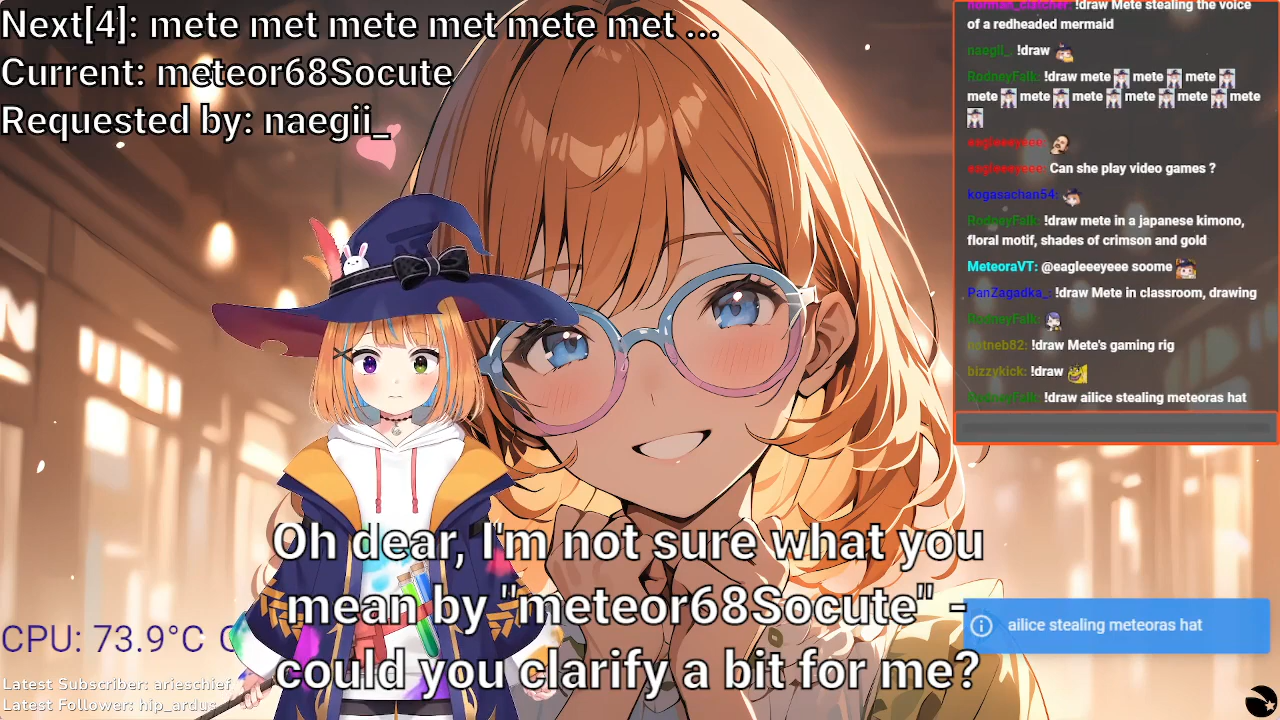 Next[4]: mete met mete met mete met ...
Current: meteor68Socute
Requested by: naegii_
norman_clatcher: !draw Mete stealing the voice
of a redheaded mermaid
naegii_: !draw
RodneyFalk: !draw mete mete mete
mete mete mete mete mete mete
eagleeeyeee:
eagleeeyeee: Can she play video games ?
kogasachan54:
RodneyFalk: !draw mete in a japanese kimono,
floral motif, shades of crimson and gold
MeteoraVT: @eagleeeyeee soome
PanZagadka_: !draw Mete in classroom, drawing
RodneyFalk:
notneb82: !draw Mete's gaming rig
bizzykick: !draw
RodneyFalk: !draw ailice stealing meteoras hat
Oh dear, I'm not sure what you
mean by "meteor68Socute" -
could you clarify a bit for me?
ailice stealing meteoras hat
CPU: 73.9°C
Latest Subscriber: arieschief
Latest Follower: hip_ardus